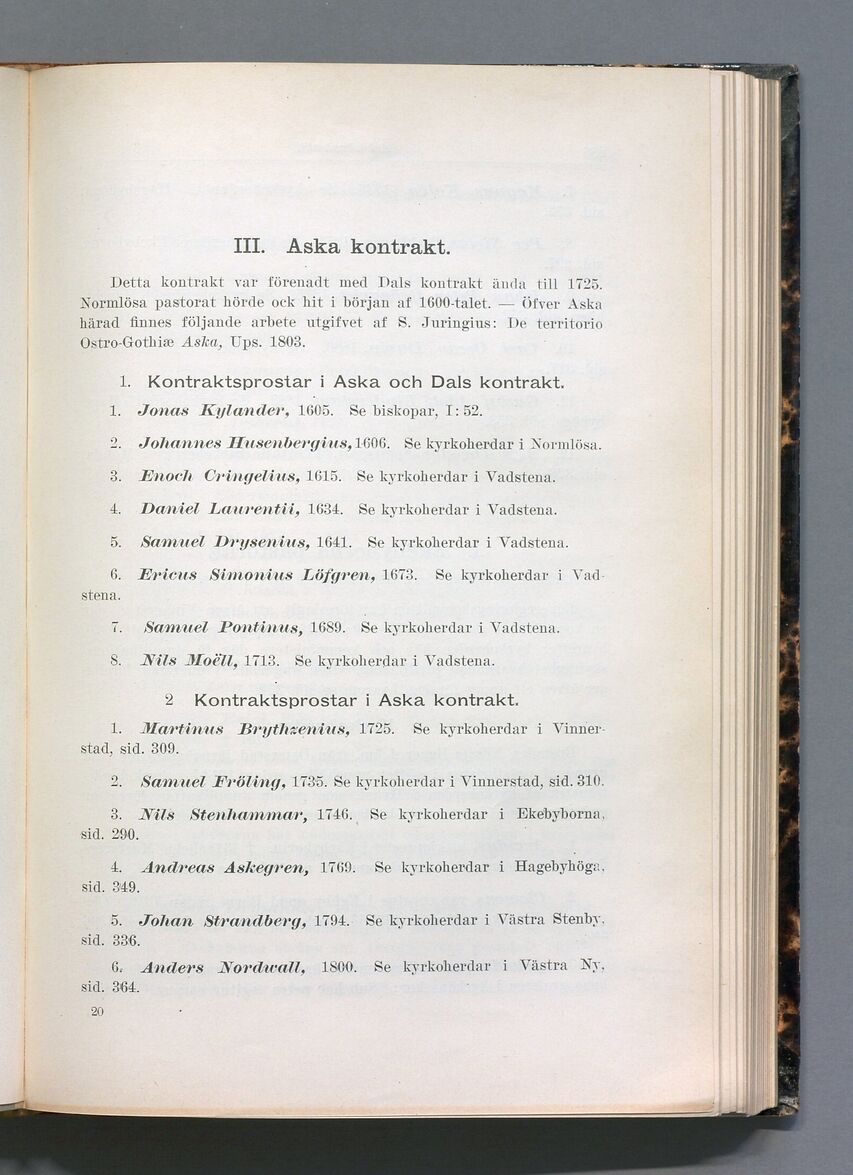 III. Aska kontrakt.
Detta kontrakt var förenadt med Dals kontrakt ända till 1725.
Normlösa pastorat hörde ock hit i början af 1600-talet. — Öfver Aska
härad finnes följande arbete utgifvet af S. Juringius: De territorio
Ostro-Gothiæ Aska, Ups. 1803.
1. Kontraktsprostar i Aska och Dals kontrakt.
1. Jonas Kylander, 1605. Se biskopar, I: 52.
2. Johannes Husenbergius, 1606. Se kyrkoherdar i Normlösa.
3. Enoch Cringelius, 1615. Se kyrkoherdar i Vadstena.
4. Daniel Laurentii, 1634. Se kyrkoherdar i Vadstena.
5. Samuel Drysenius, 1641. Se kyrkoherdar i Vadstena.
6. Ericus Simonius Löfgren, 1673. Se kyrkoherdar i Vad-
stena.
7. Samuel Pontinus, 1689. Se kyrkoherdar i Vadstena.
8. Nils Moëll, 1713. Se kyrkoherdar i Vadstena.
2 Kontraktsprostar i Aska kontrakt.
1. Martinus Brythzenius, 1725. Se kyrkoherdar i Vinner-
stad, sid. 309.
2. Samuel Fröling, 1735. Se kyrkoherdar i Vinnerstad, sid. 310.
3. Nils Stenhammar, 1746. Se kyrkoherdar i Ekebyborna,
sid. 290.
4. Andreas Askegren, 1769. Se kyrkoherdar i Hagebyhöga,
sid. 349.
5. Johan Strandberg, 1794. Se kyrkoherdar i Västra Stenby,
sid. 336.
6. Anders Nordwall, 1800. Se kyrkoherdar i Västra Ny,
sid. 364.
20